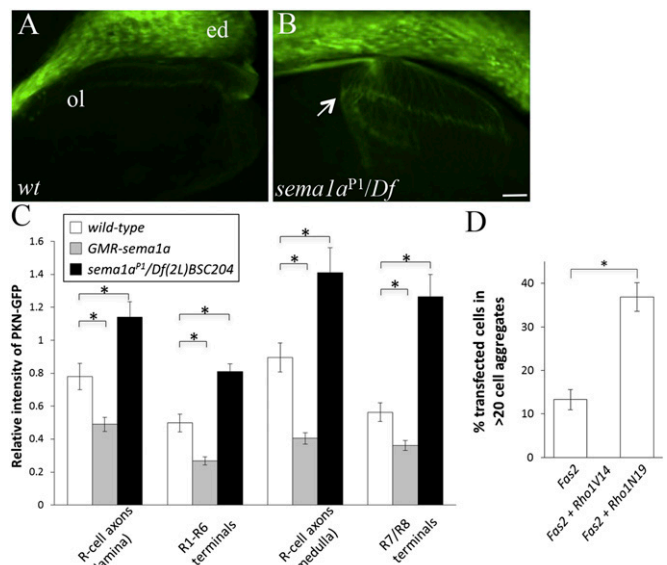 A
ed
ol
wt
B
sema1aᴾ¹/Df
C
wild-type
GMR-sema1a
sema1aᴾ¹/Df(2L)BSC204
Relative intensity of PKN-GFP
1.6
1.4
1.2
1
0.8
0.6
0.4
0.2
0
* * * * * * * *
R-cell axons
lamina)
R1-R6
terminals
R-cell axons
medulla)
R7/R8
terminals
D
% transfected cells in
>20 cell aggregates
50
40
30
20
10
0
*
Fas2
Fas2 + Rho1V14
Fas2 + Rho1N19